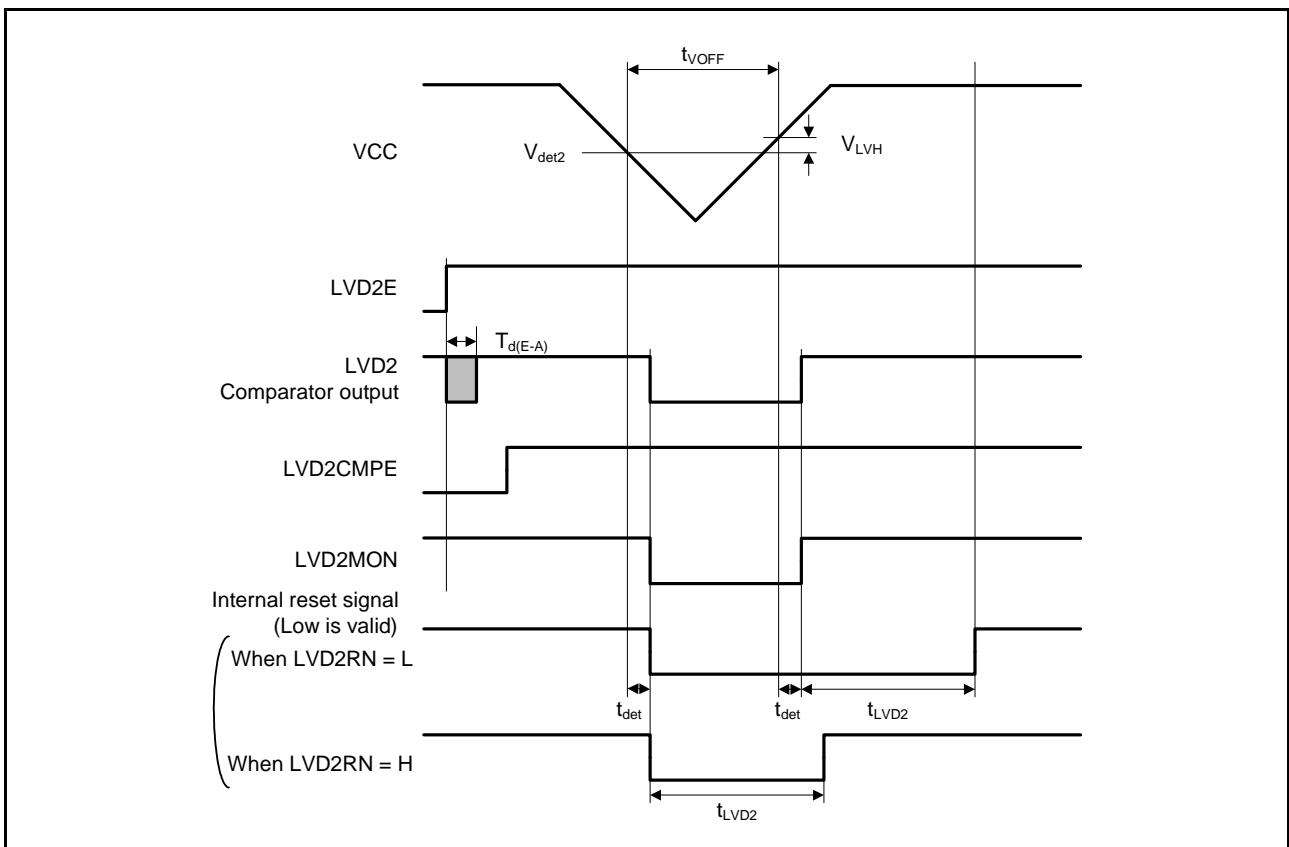 tVOFF
VCC
Vdet2
VLVH
LVD2E
Td(E-A)
LVD2
Comparator output
LVD2CMPE
LVD2MON
Internal reset signal
(Low is valid)
When LVD2RN = L
tdet
tdet
tLVD2
When LVD2RN = H
tLVD2